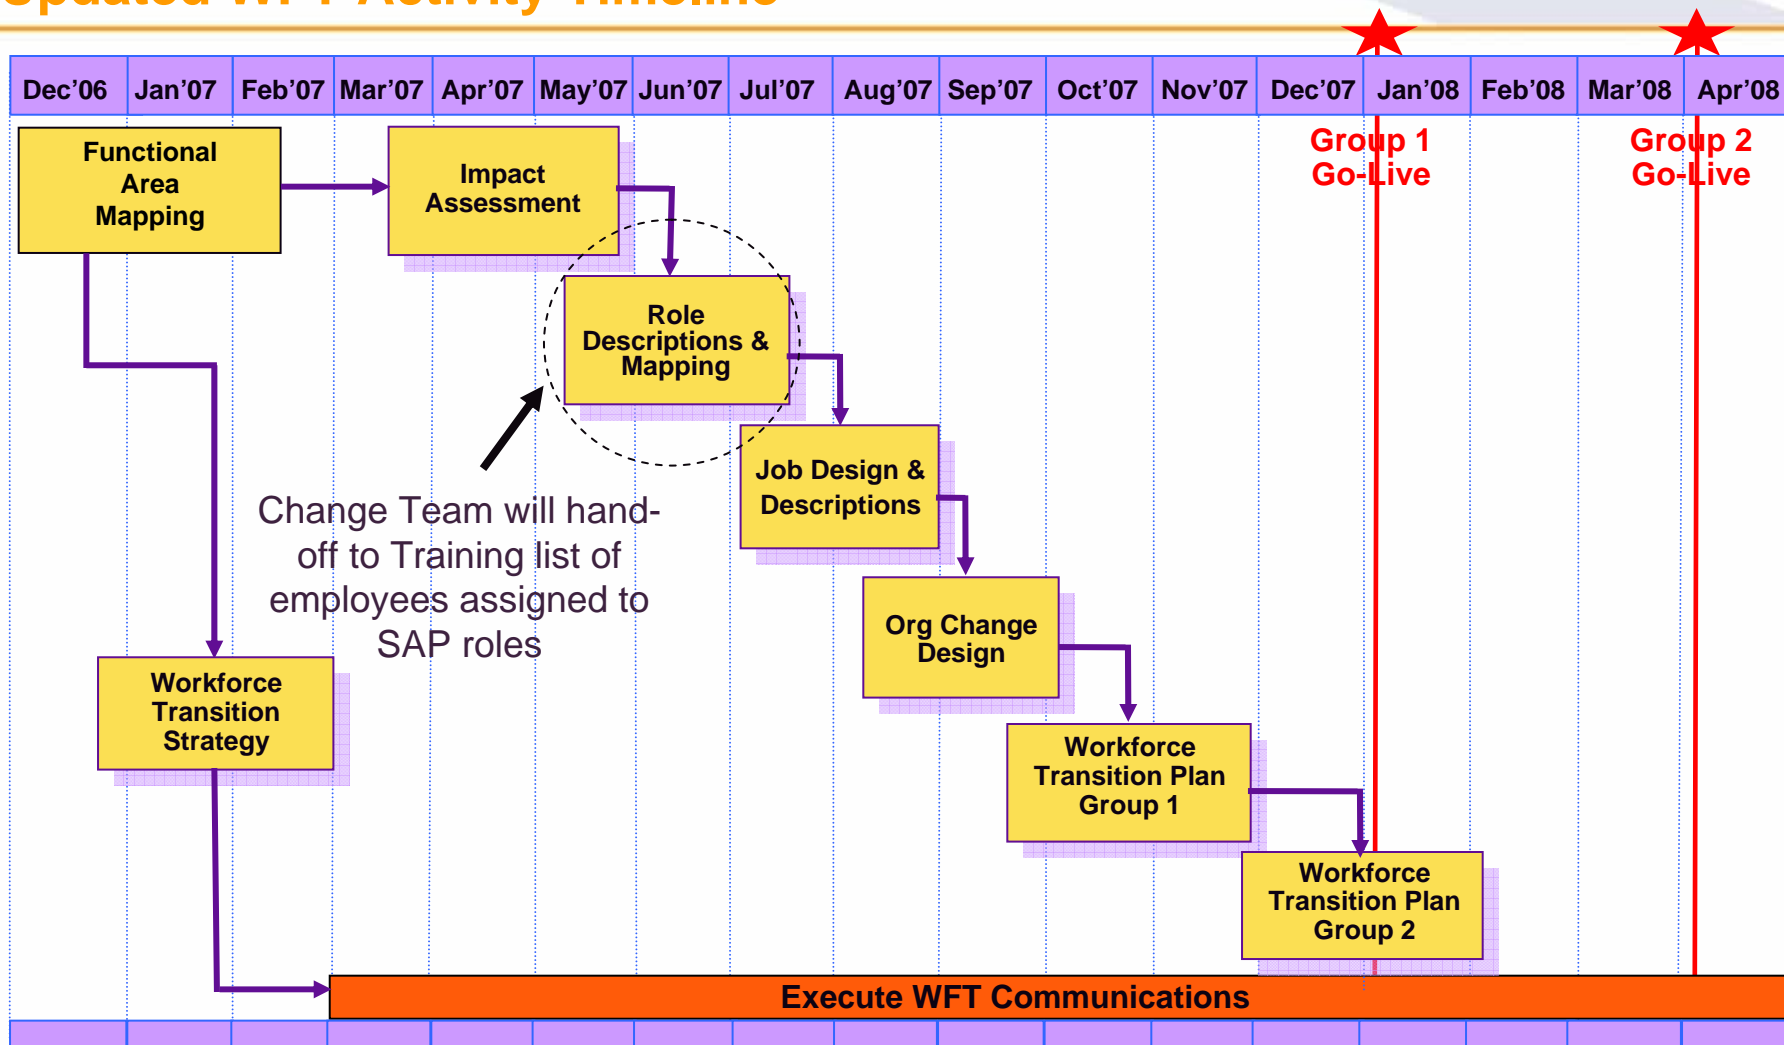 Updated WFT Activity Timeline
Dec'06 Jan'07 Feb'07 Mar'07 Apr'07 May'07 Jun'07 Jul'07 Aug'07 Sep'07 Oct'07 Nov'07 Dec'07 Jan'08 Feb'08 Mar'08 Apr'08
Group 1
Go-Live
Group 2
Go-Live
Functional
Area
Mapping
Impact
Assessment
Role
Descriptions &
Mapping
Job Design &
Descriptions
Change Team will hand-
off to Training list of
employees assigned to
SAP roles
Org Change
Design
Workforce
Transition
Strategy
Workforce
Transition Plan
Group 1
Workforce
Transition Plan
Group 2
Execute WFT Communications